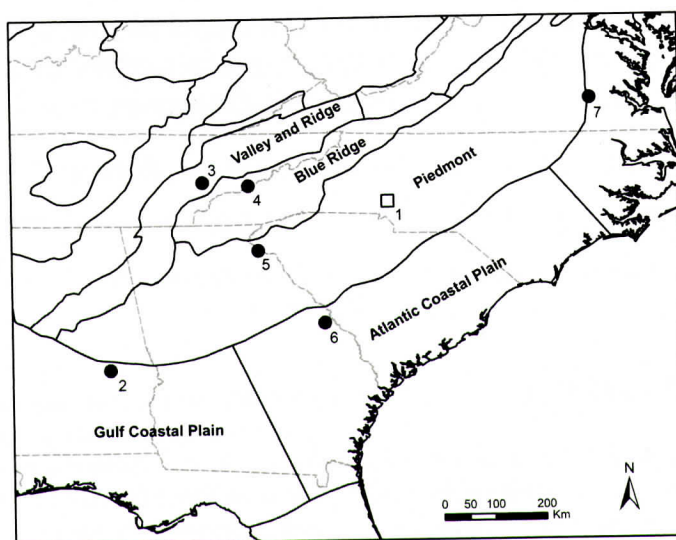 7
Valley and Ridge
3
4
Blue Ridge
Piedmont
1
5
6
Atlantic Coastal Plain
2
Gulf Coastal Plain
N
0 50 100 200
Km